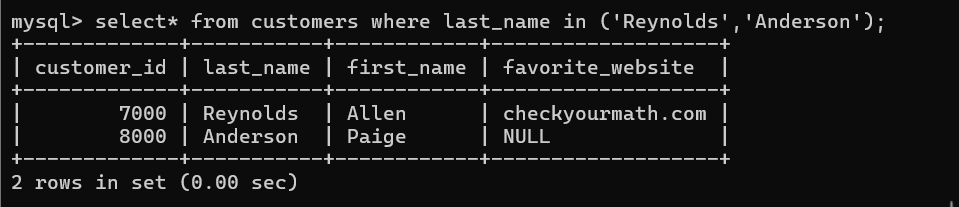 mysql> select* from customers where last_name in ('Reynolds','Anderson');
+-------------+-----------+------------+-------------------+
| customer_id | last_name | first_name | favorite_website  |
+-------------+-----------+------------+-------------------+
|        7000 | Reynolds  | Allen      | checkyourmath.com |
|        8000 | Anderson  | Paige      | NULL              |
+-------------+-----------+------------+-------------------+
2 rows in set (0.00 sec)